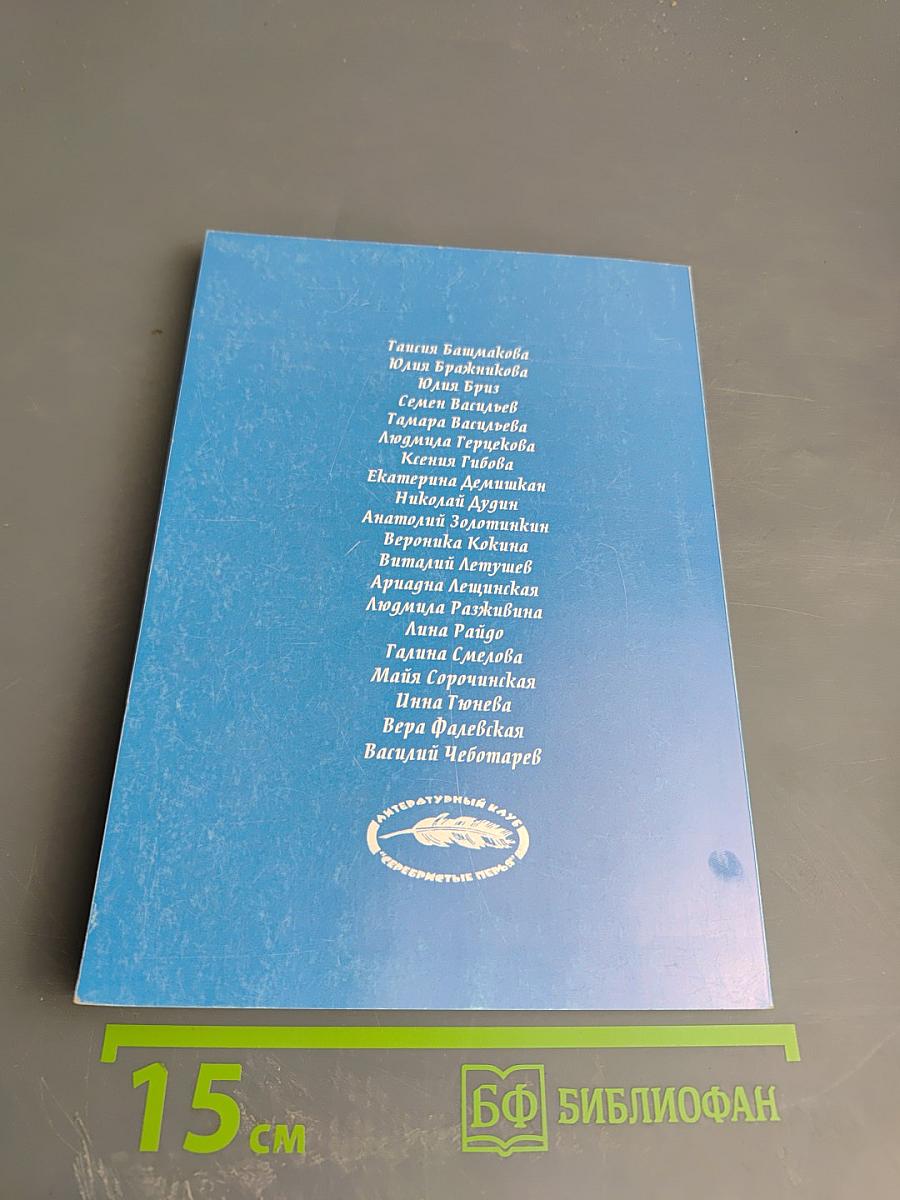 Таисия Башмакова
Юлия Бражникова
Юлия Бриз
Семен Васильев
Тамара Васильева
Людмила Герцекова
Ксения Гибова
Екатерина Демишкан
Николай Дудин
Анатолий Золотинкин
Вероника Кокина
Виталий Летушев
Ариадна Лещинская
Людмила Разживина
Лина Райдо
Галина Смелова
Майя Сорочинская
Инна Тюнева
Вера Фалевская
Василий Чеботарев
ЛИТЕРАТУРНЫЙ КЛУБ
"СЕРЕБРИСТЫЕ ПЕРЬЯ"
15 см
БФ БИБЛИОФАН